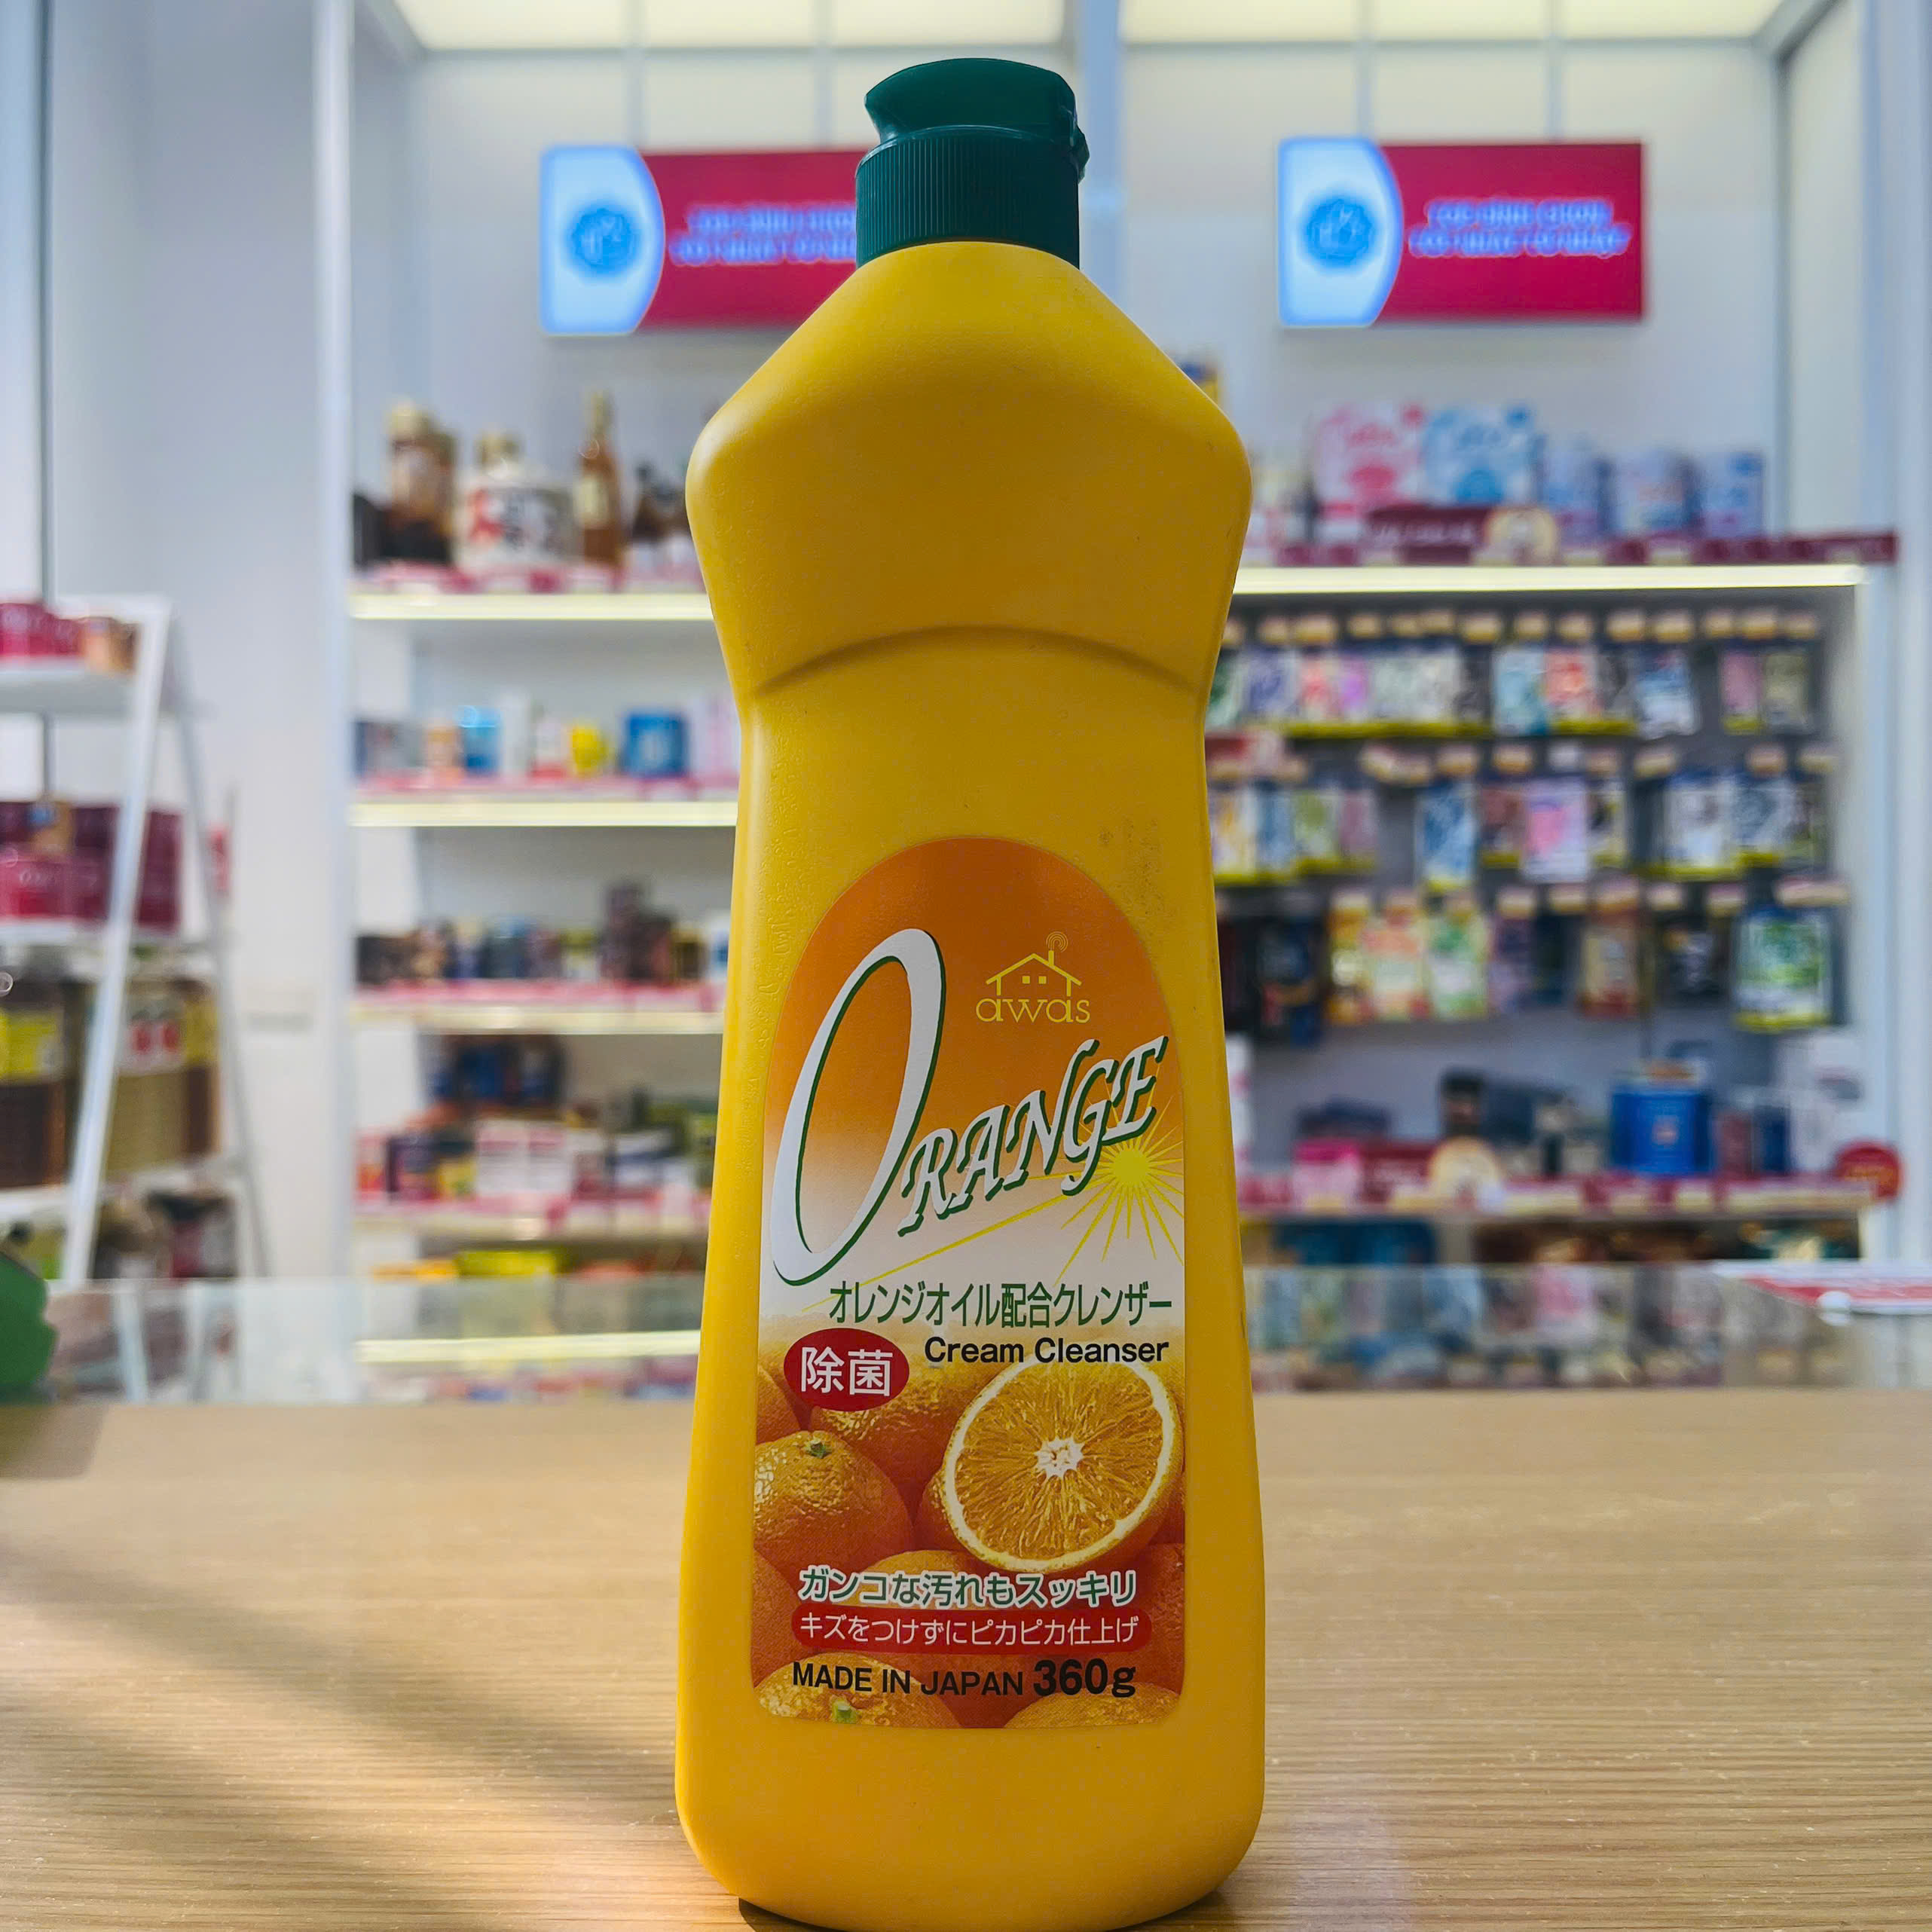 awas
ORANGE
オレンジオイル配合クレンザー
Cream Cleanser
除菌
ガンコな汚れもスッキリ
キズをつけずにピカピカ仕上げ
MADE IN JAPAN 360g